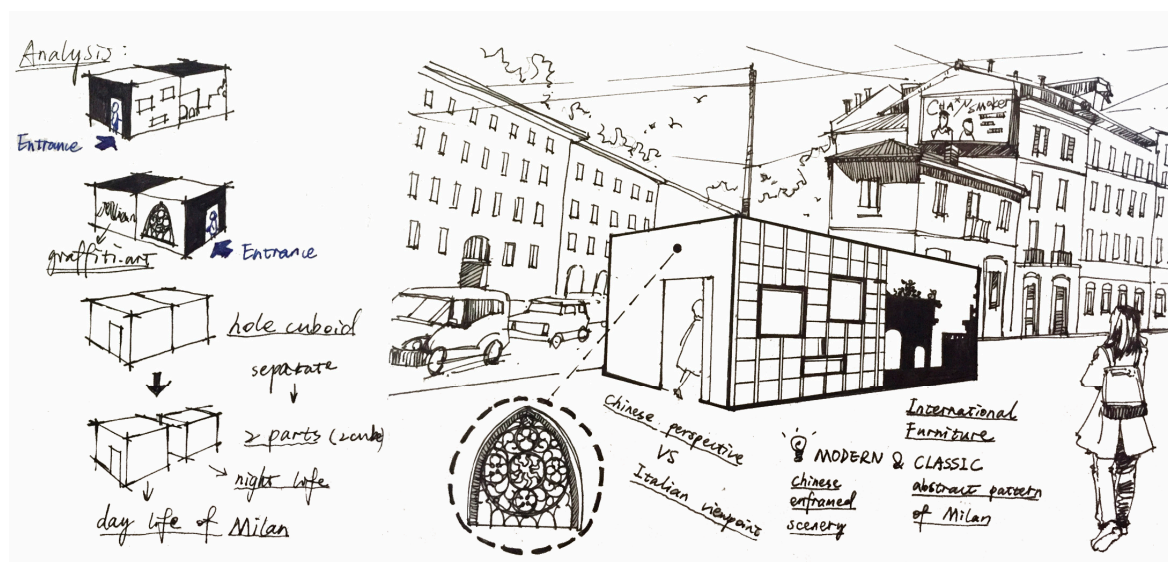 Analysis:
Entrance
graffiti-art
Entrance
hole cuboid
separate
2 parts (2cube)
night life
day life of Milan
chinese perspective
VS
Italian viewpoint
MODERN & CLASSIC
chinese
enframed
scenery
International
Furniture
abstract pattern
of Milan